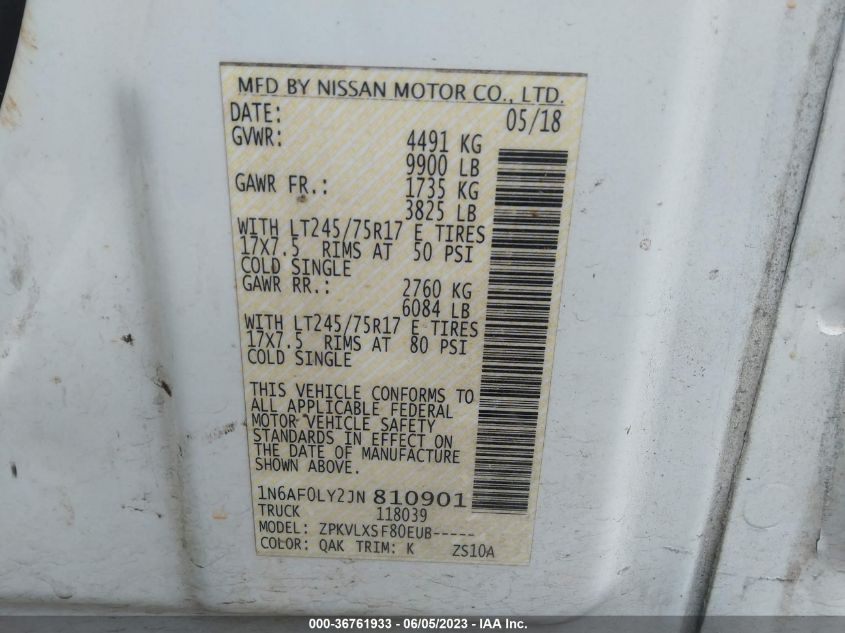 MFD BY NISSAN MOTOR CO., LTD.
DATE: 05/18
GVWR: 4491 KG
9900 LB
GAWR FR.: 1735 KG
3825 LB
WITH LT245/75R17 E TIRES
17X7.5 RIMS AT 50 PSI
COLD SINGLE
GAWR RR.: 2760 KG
6084 LB
WITH LT245/75R17 E TIRES
17X7.5 RIMS AT 80 PSI
COLD SINGLE
THIS VEHICLE CONFORMS TO
ALL APPLICABLE FEDERAL
MOTOR VEHICLE SAFETY
STANDARDS IN EFFECT ON
THE DATE OF MANUFACTURE
SHOWN ABOVE.
1N6AF0LY2JN 810901
TRUCK 118039
MODEL: ZPKVLXSF80EUB-----
COLOR: QAK TRIM: K ZS10A
000-36761933 - 06/05/2023 - IAA Inc.